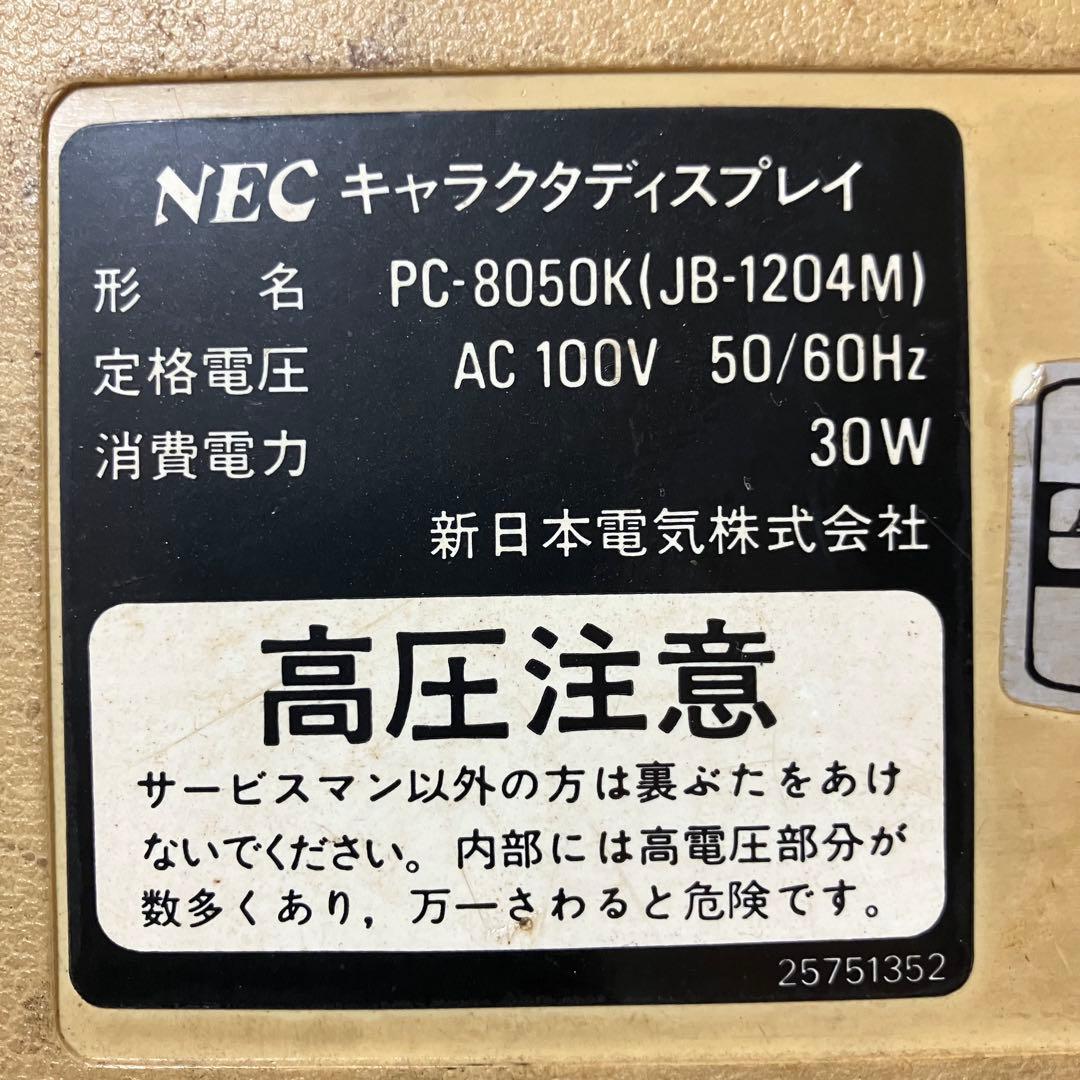 NEC キャラクタディスプレイ
形名 PC-8050K(JB-1204M)
定格電圧 AC 100V 50/60Hz
消費電力 30W
新日本電気株式会社
高圧注意
サービスマン以外の方は裏ぶたをあけ
ないでください。内部には高電圧部分が
数多くあり，万一さわると危険です。
25751352